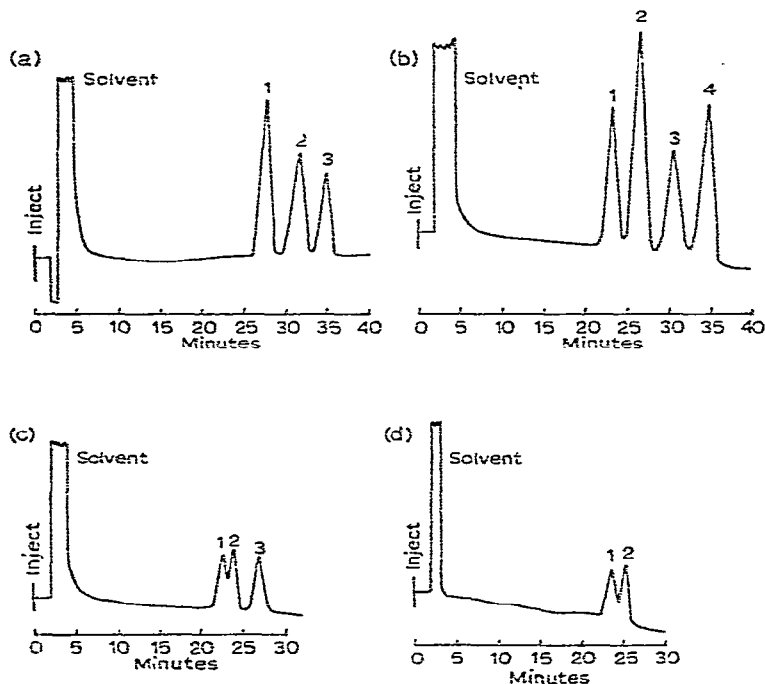 (a)
Solvent
1
2
3
Inject
0 5 10 15 20 25 30 35 40
Minutes
(b)
Solvent
1
2
3
4
Inject
0 5 10 15 20 25 30 35 40
Minutes
(c)
Solvent
1 2 3
Inject
0 5 10 15 20 25 30
Minutes
(d)
Solvent
1 2
Inject
0 5 10 15 20 25 30
Minutes